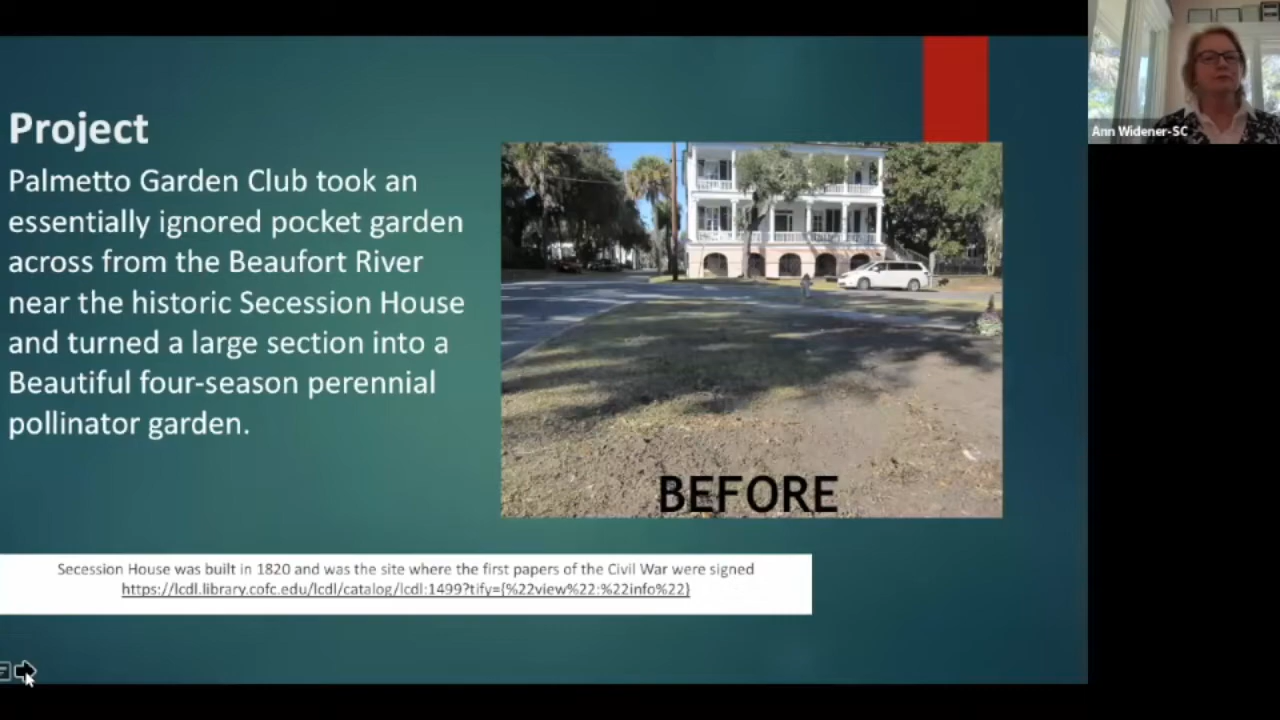 Project
Palmetto Garden Club took an
essentially ignored pocket garden
across from the Beaufort River
near the historic Secession House
and turned a large section into a
Beautiful four-season perennial
pollinator garden.
BEFORE
Secession House was built in 1820 and was the site where the first papers of the Civil War were signed
https://lcdl.library.cofc.edu/lcdl/catalog/lcdl:1499?tify={%22view%22:%22info%22}
Ann Widener-SC